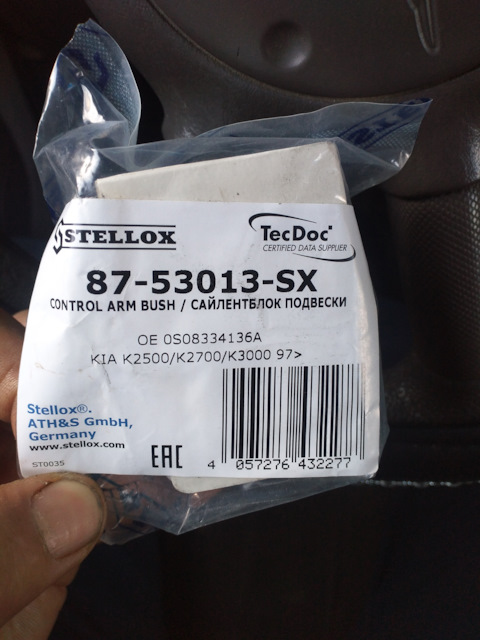 STELLOX
TecDoc
CERTIFIED DATA SUPPLIER
87-53013-SX
CONTROL ARM BUSH / САЙЛЕНТБЛОК ПОДВЕСКИ
OE 0S08334136A
KIA K2500/K2700/K3000 97>
Stellox®.
ATH&S GmbH,
Germany
www.stellox.com
ST0035
EAC
4 057276 432277